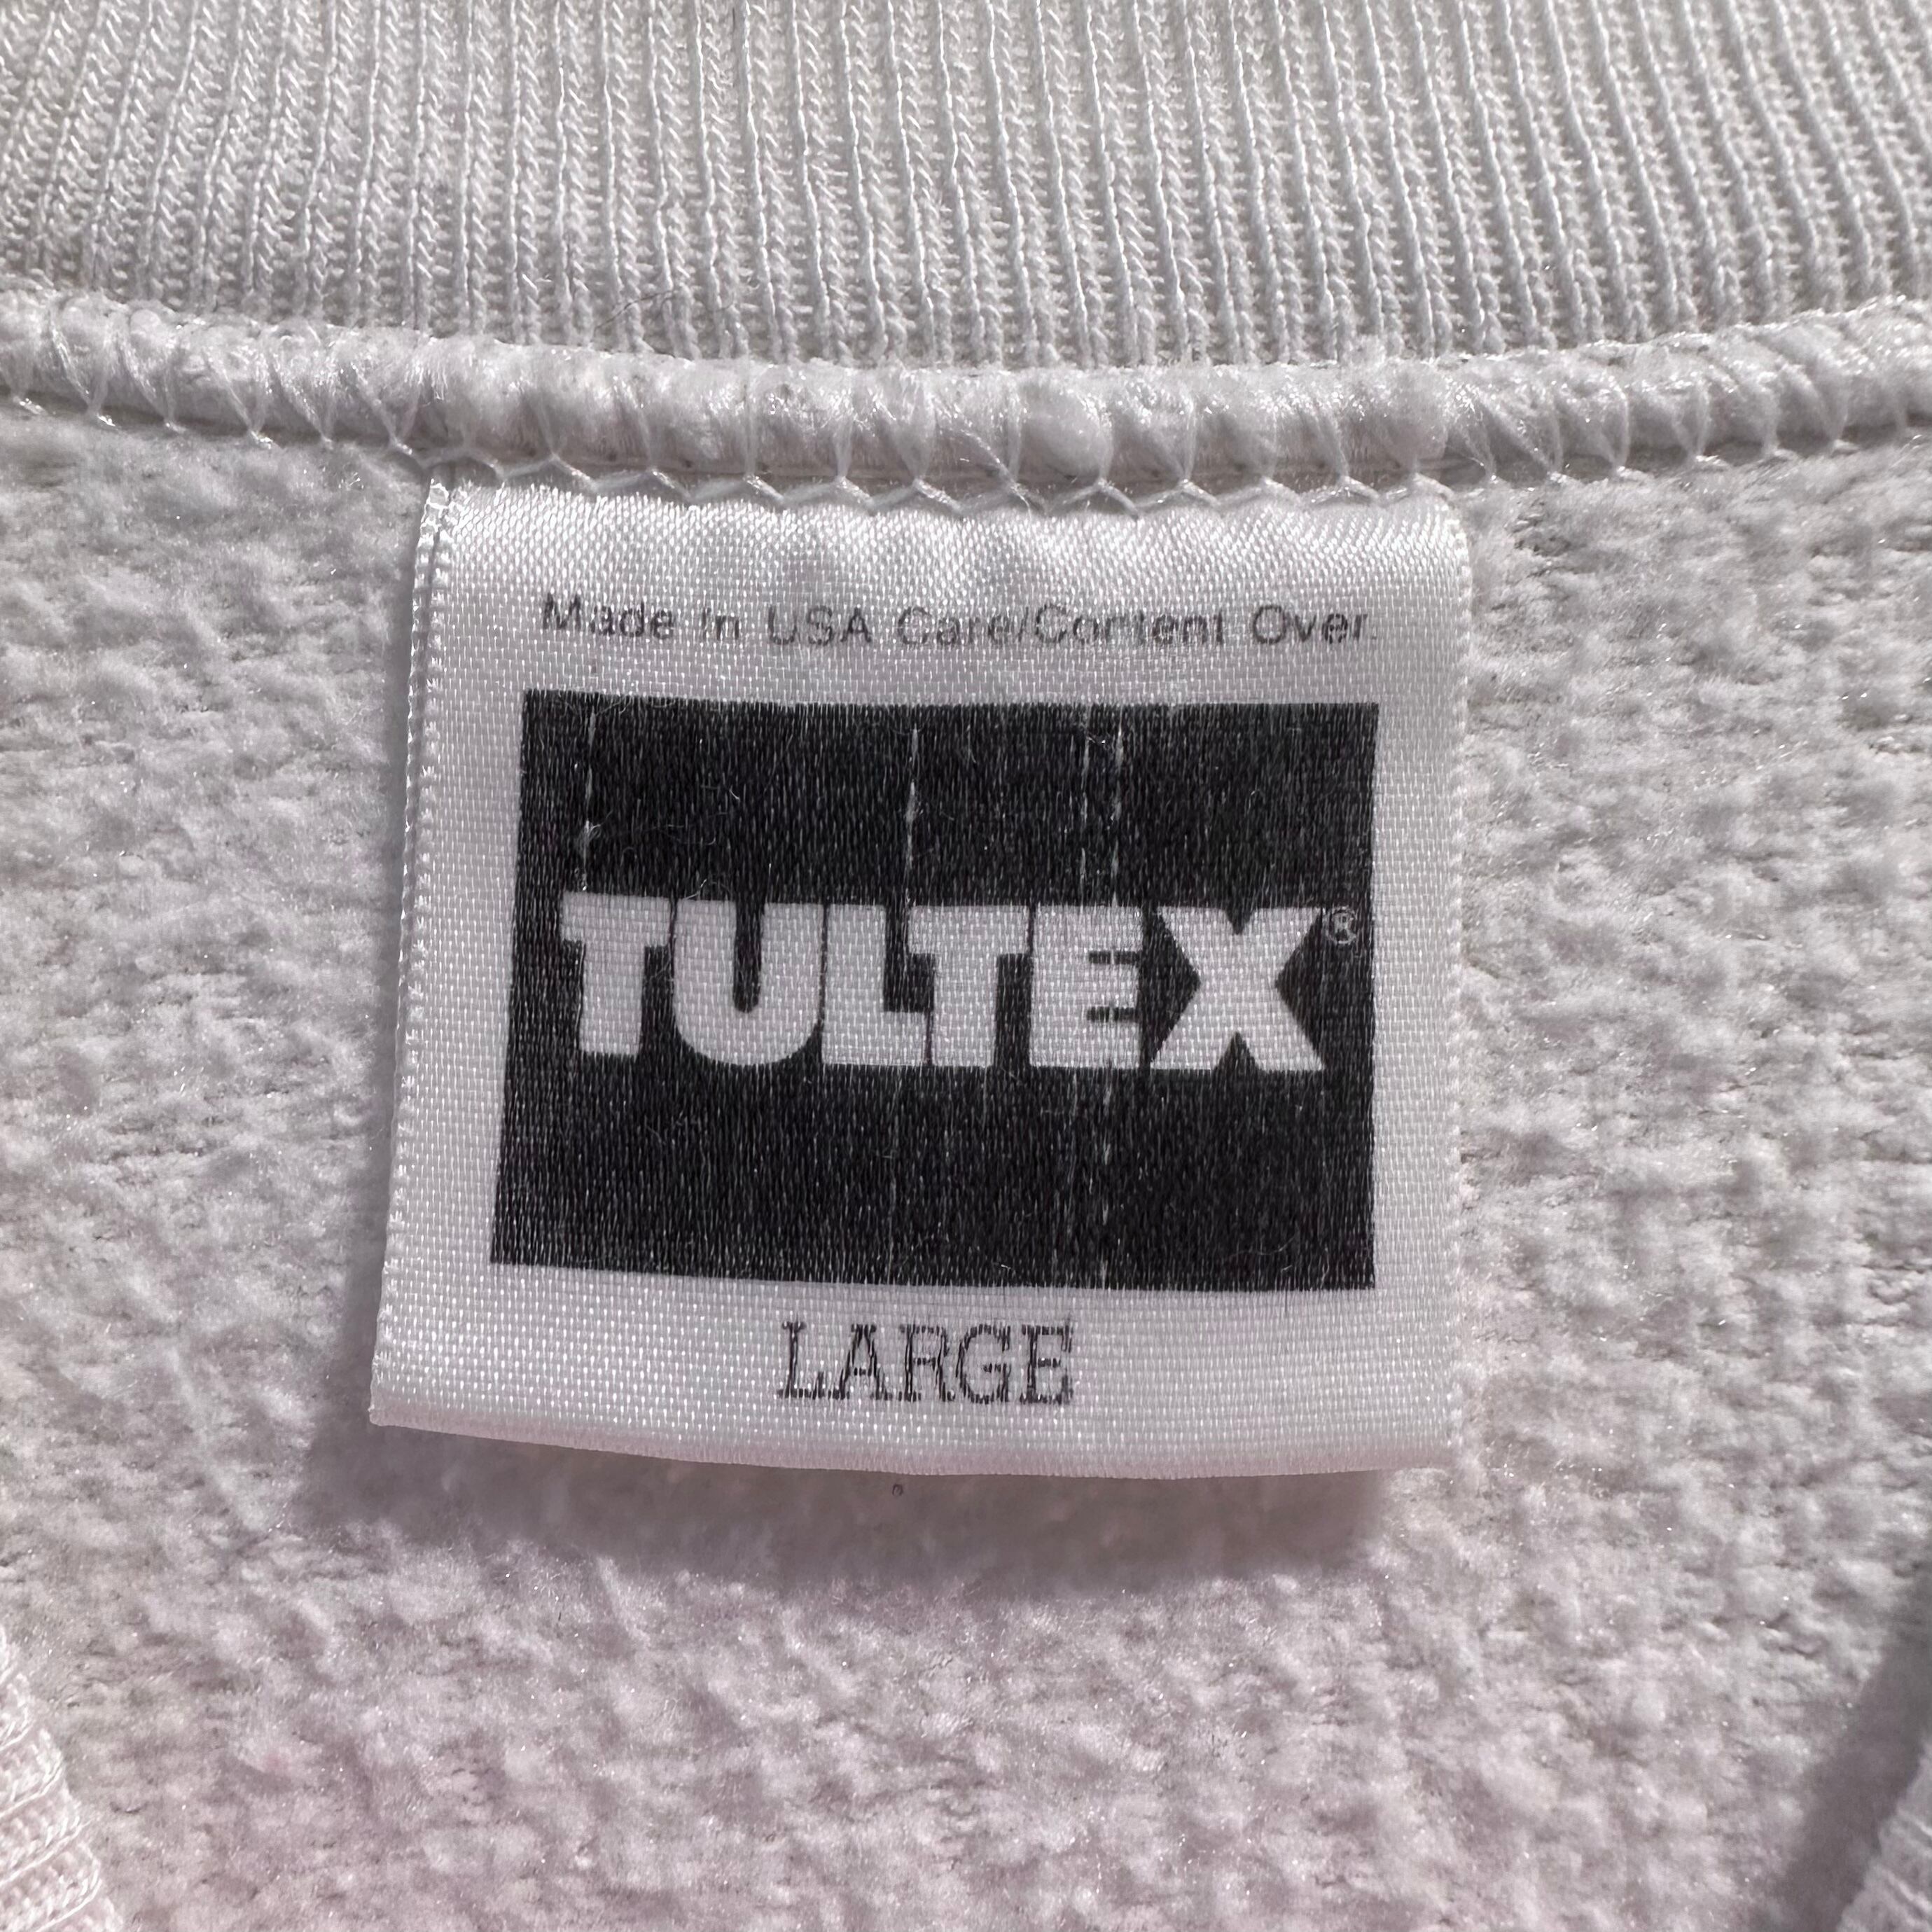 Made in USA Care/Content Over.
TULTEX®
LARGE